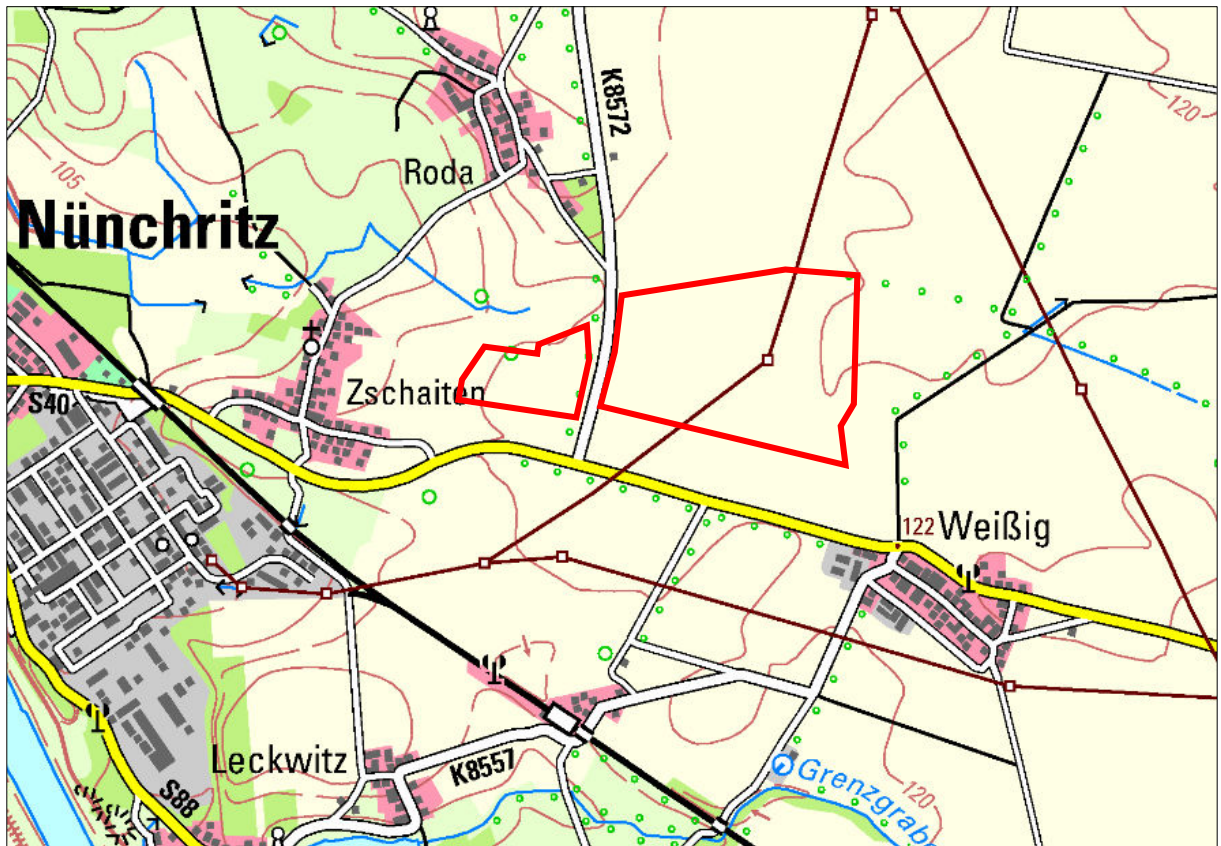 K8572
120
Roda
105
Nünchritz
Zschaiten
S40
122
Weißig
Leckwitz
K8557
S88
120
Grenzgrab